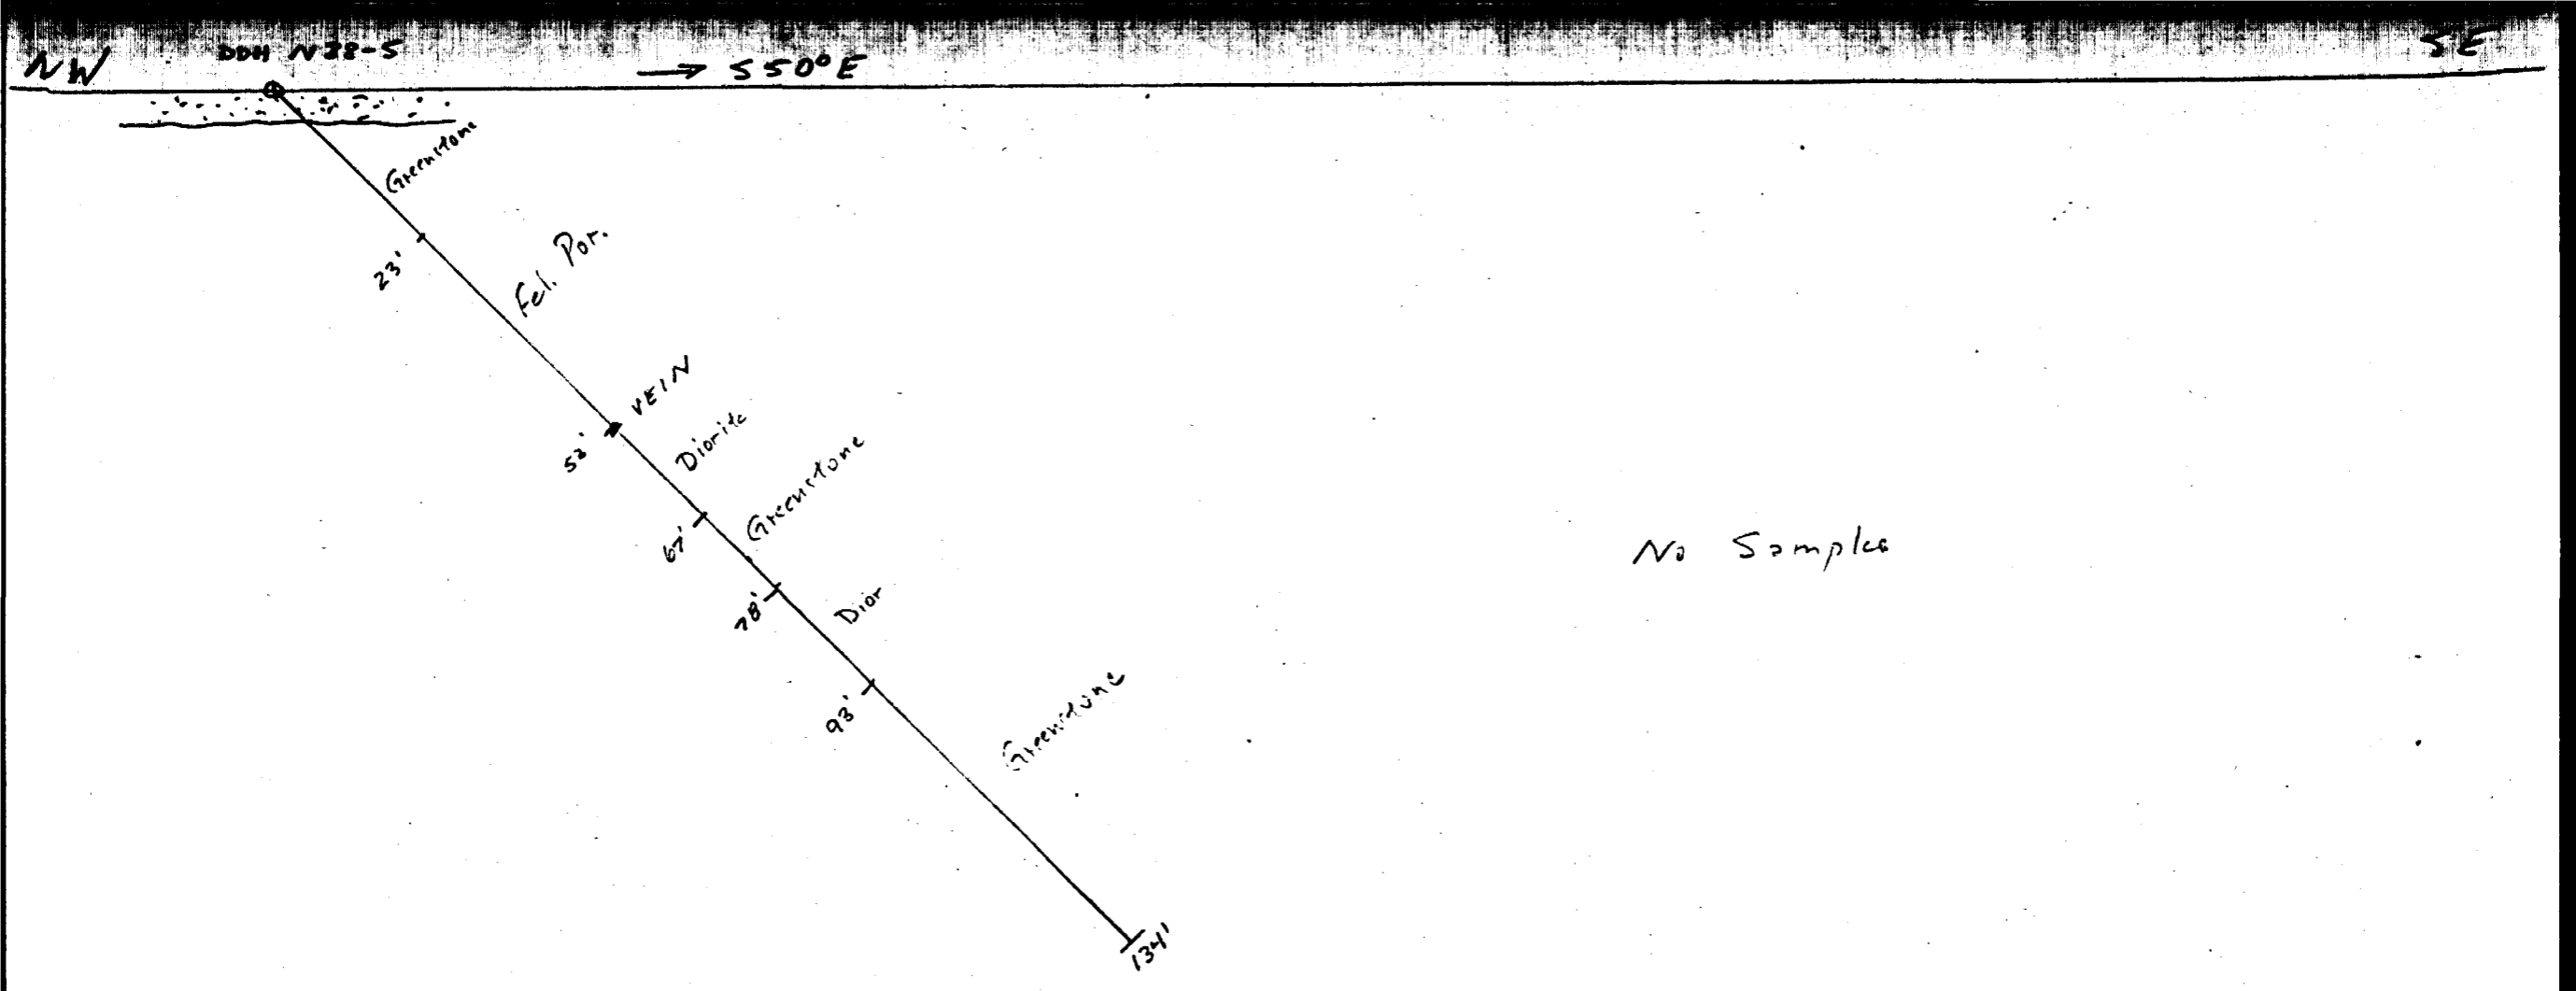 NW
DDH N38-5
→ S50°E
SE
Greenstone
23'
Fel. Por.
VEIN
53'
Diorite
67'
Greenstone
78'
Dior
93'
Greenstone
134'
No Samples